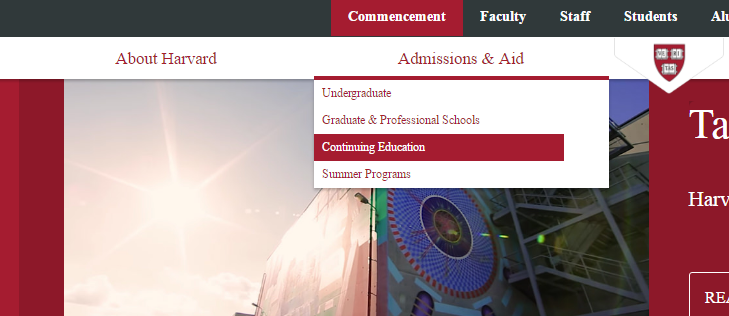 Commencement Faculty Staff Students
About Harvard Admissions & Aid
Undergraduate
Graduate & Professional Schools
Continuing Education
Summer Programs